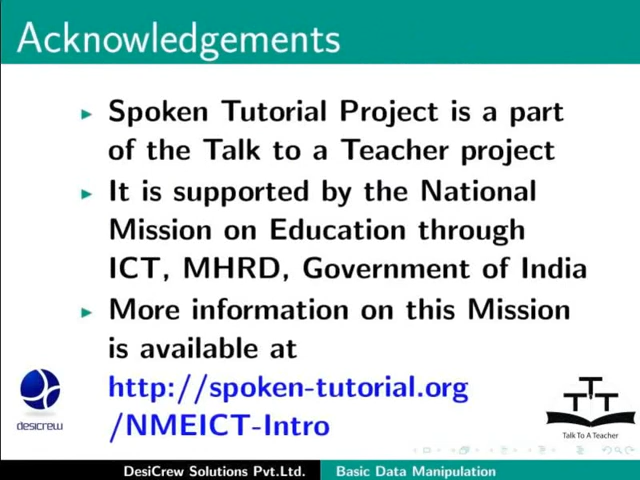 Acknowledgements
Spoken Tutorial Project is a part
of the Talk to a Teacher project
It is supported by the National
Mission on Education through
ICT, MHRD, Government of India
More information on this Mission
is available at
http://spoken-tutorial.org
/NMEICT-Intro
desicrew
TTT
Talk To A Teacher
DesiCrew Solutions Pvt.Ltd.
Basic Data Manipulation